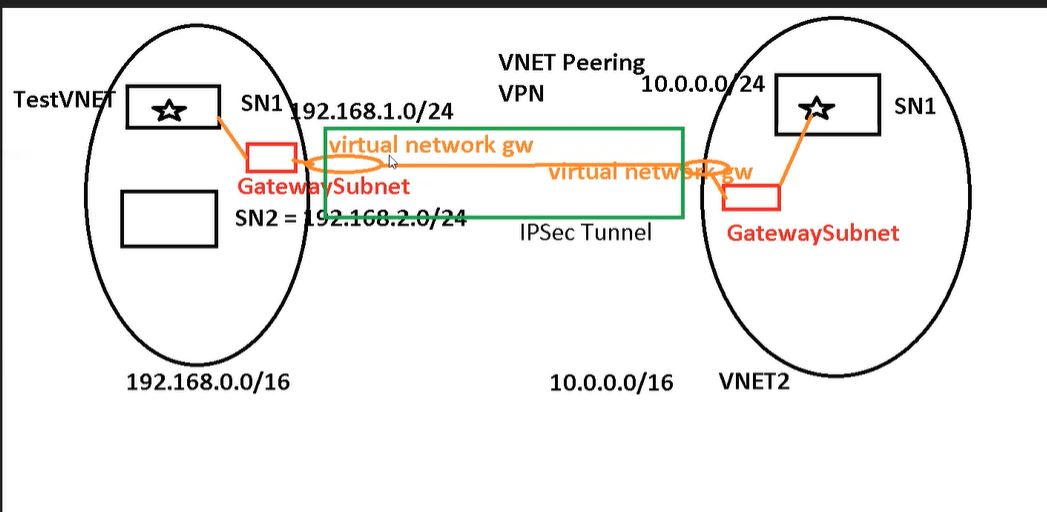 VNET Peering
VPN
TestVNET
SN1
192.168.1.0/24
10.0.0.0/24
SN1
virtual network gw
virtual network gw
GatewaySubnet
SN2 = 192.168.2.0/24
IPSec Tunnel
GatewaySubnet
192.168.0.0/16
10.0.0.0/16
VNET2